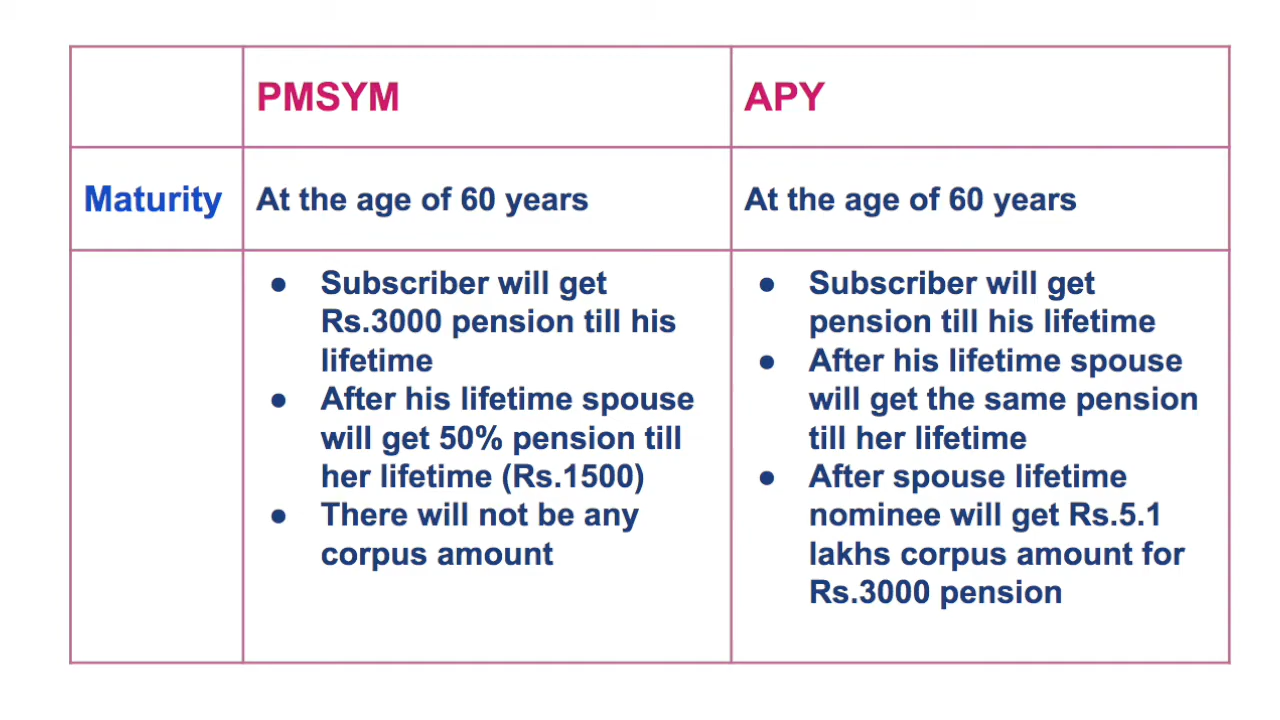 PMSYM
APY
Maturity
At the age of 60 years
At the age of 60 years
● Subscriber will get
Rs.3000 pension till his
lifetime
● After his lifetime spouse
will get 50% pension till
her lifetime (Rs.1500)
● There will not be any
corpus amount
● Subscriber will get
pension till his lifetime
● After his lifetime spouse
will get the same pension
till her lifetime
● After spouse lifetime
nominee will get Rs.5.1
lakhs corpus amount for
Rs.3000 pension